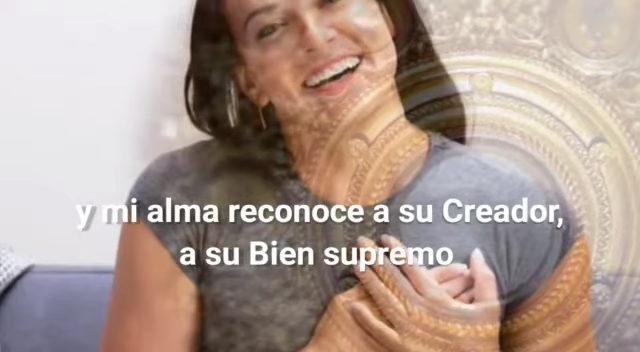 y mi alma reconoce a su Creador,
a su Bien supremo